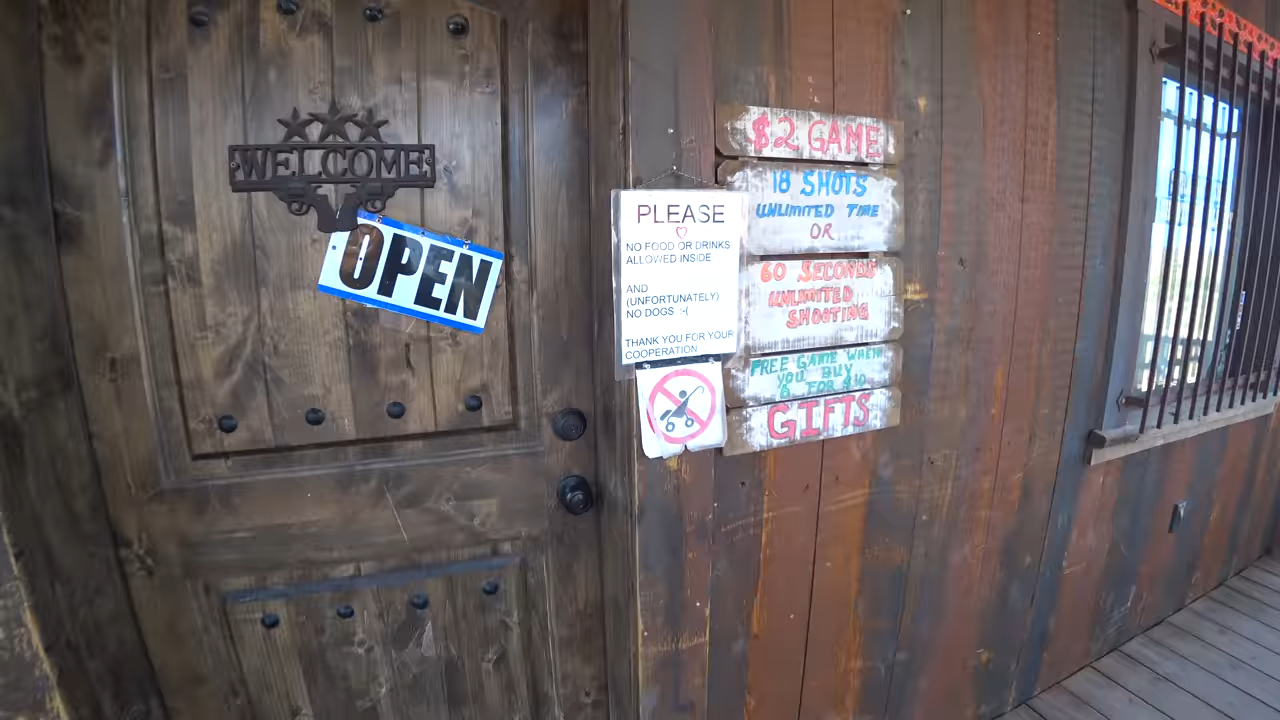 WELCOME
OPEN
PLEASE
NO FOOD OR DRINKS
ALLOWED INSIDE
AND
(UNFORTUNATELY)
NO DOGS :-(
THANK YOU FOR YOUR
COOPERATION
$2 GAME
18 SHOTS
UNLIMITED TIME
OR
60 SECONDS
UNLIMITED
SHOOTING
FREE GAME WHEN
YOU BUY
6 FOR $10
GIFTS